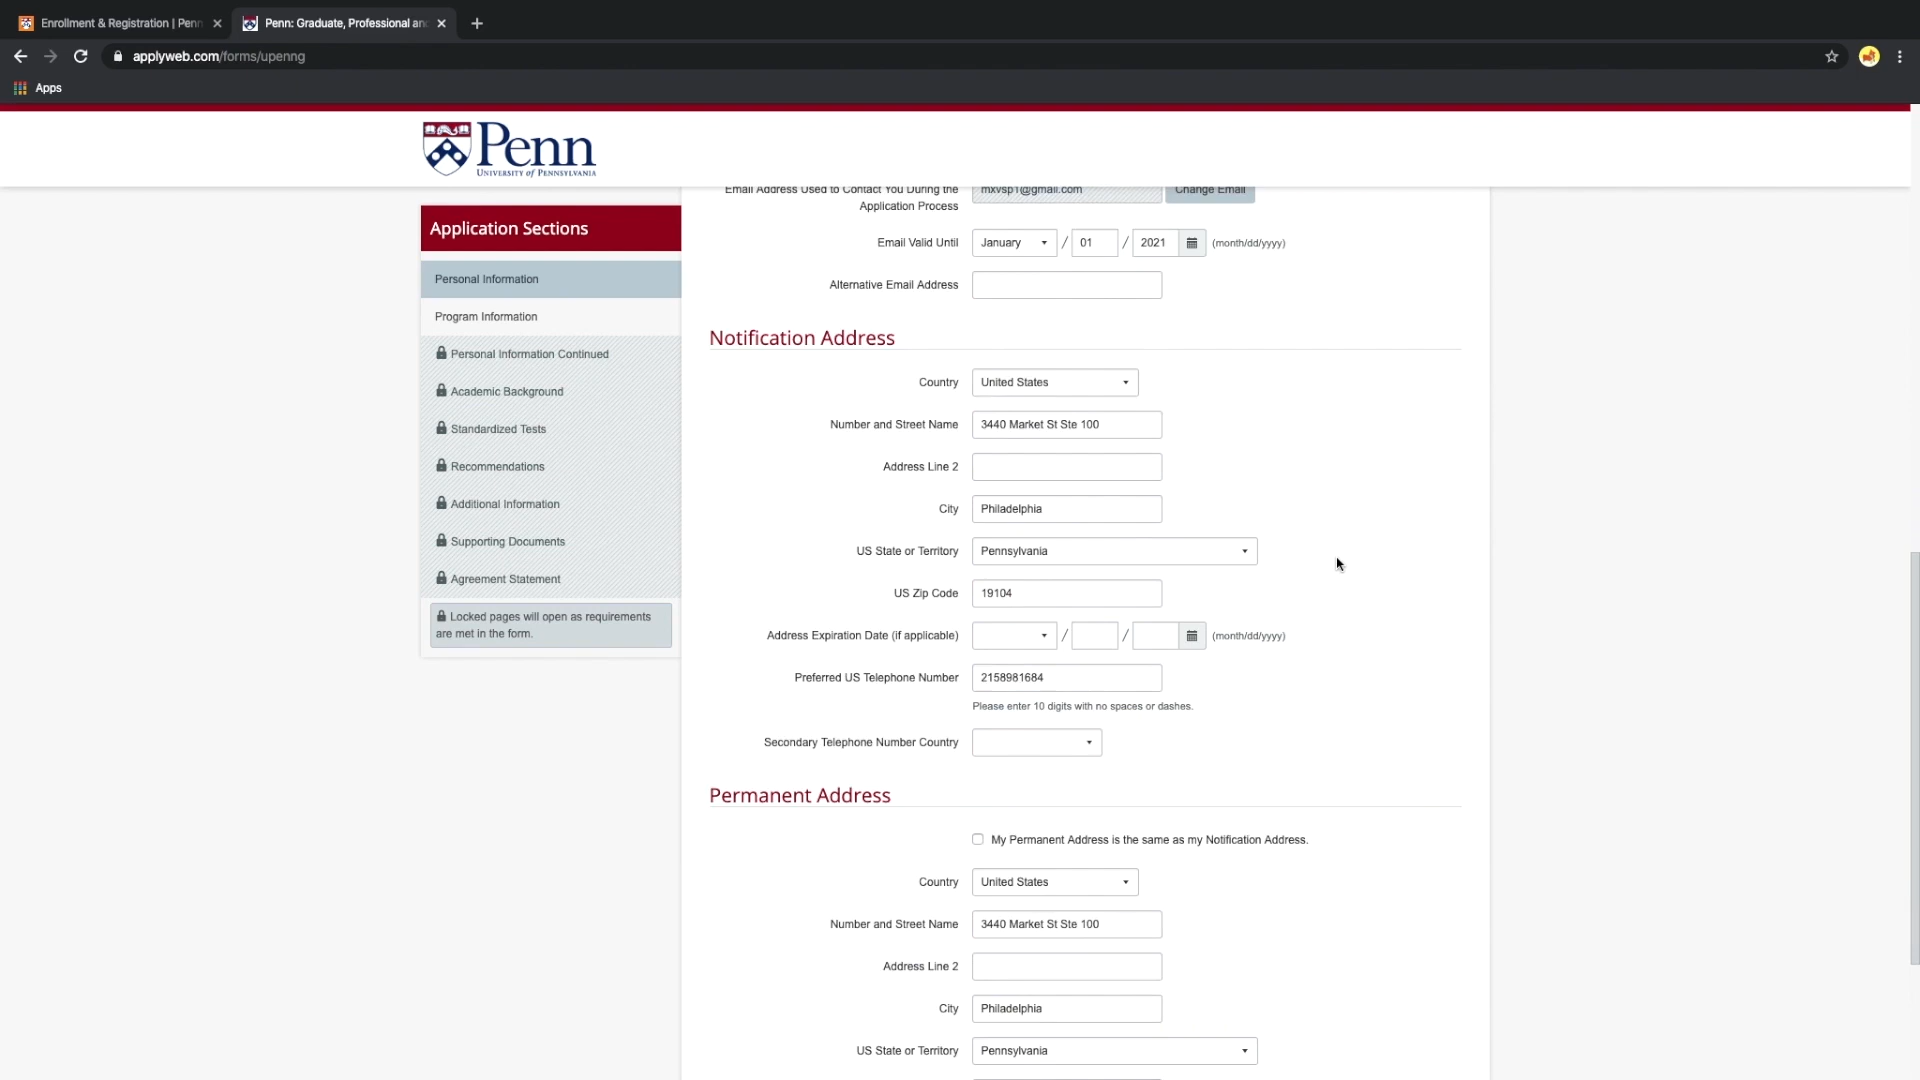 Enrollment & Registration | Penn
Penn: Graduate, Professional and
applyweb.com/forms/upenng
Apps
Penn
UNIVERSITY of PENNSYLVANIA
Email Address Used to Contact You During the
Application Process
mxvsp1@gmail.com
Change Email
Application Sections
Personal Information
Program Information
Personal Information Continued
Academic Background
Standardized Tests
Recommendations
Additional Information
Supporting Documents
Agreement Statement
Locked pages will open as requirements
are met in the form.
Email Valid Until January / 01 / 2021 (month/dd/yyyy)
Alternative Email Address
Notification Address
Country United States
Number and Street Name 3440 Market St Ste 100
Address Line 2
City Philadelphia
US State or Territory Pennsylvania
US Zip Code 19104
Address Expiration Date (if applicable) / / (month/dd/yyyy)
Preferred US Telephone Number 2158981684
Please enter 10 digits with no spaces or dashes.
Secondary Telephone Number Country
Permanent Address
My Permanent Address is the same as my Notification Address.
Country United States
Number and Street Name 3440 Market St Ste 100
Address Line 2
City Philadelphia
US State or Territory Pennsylvania